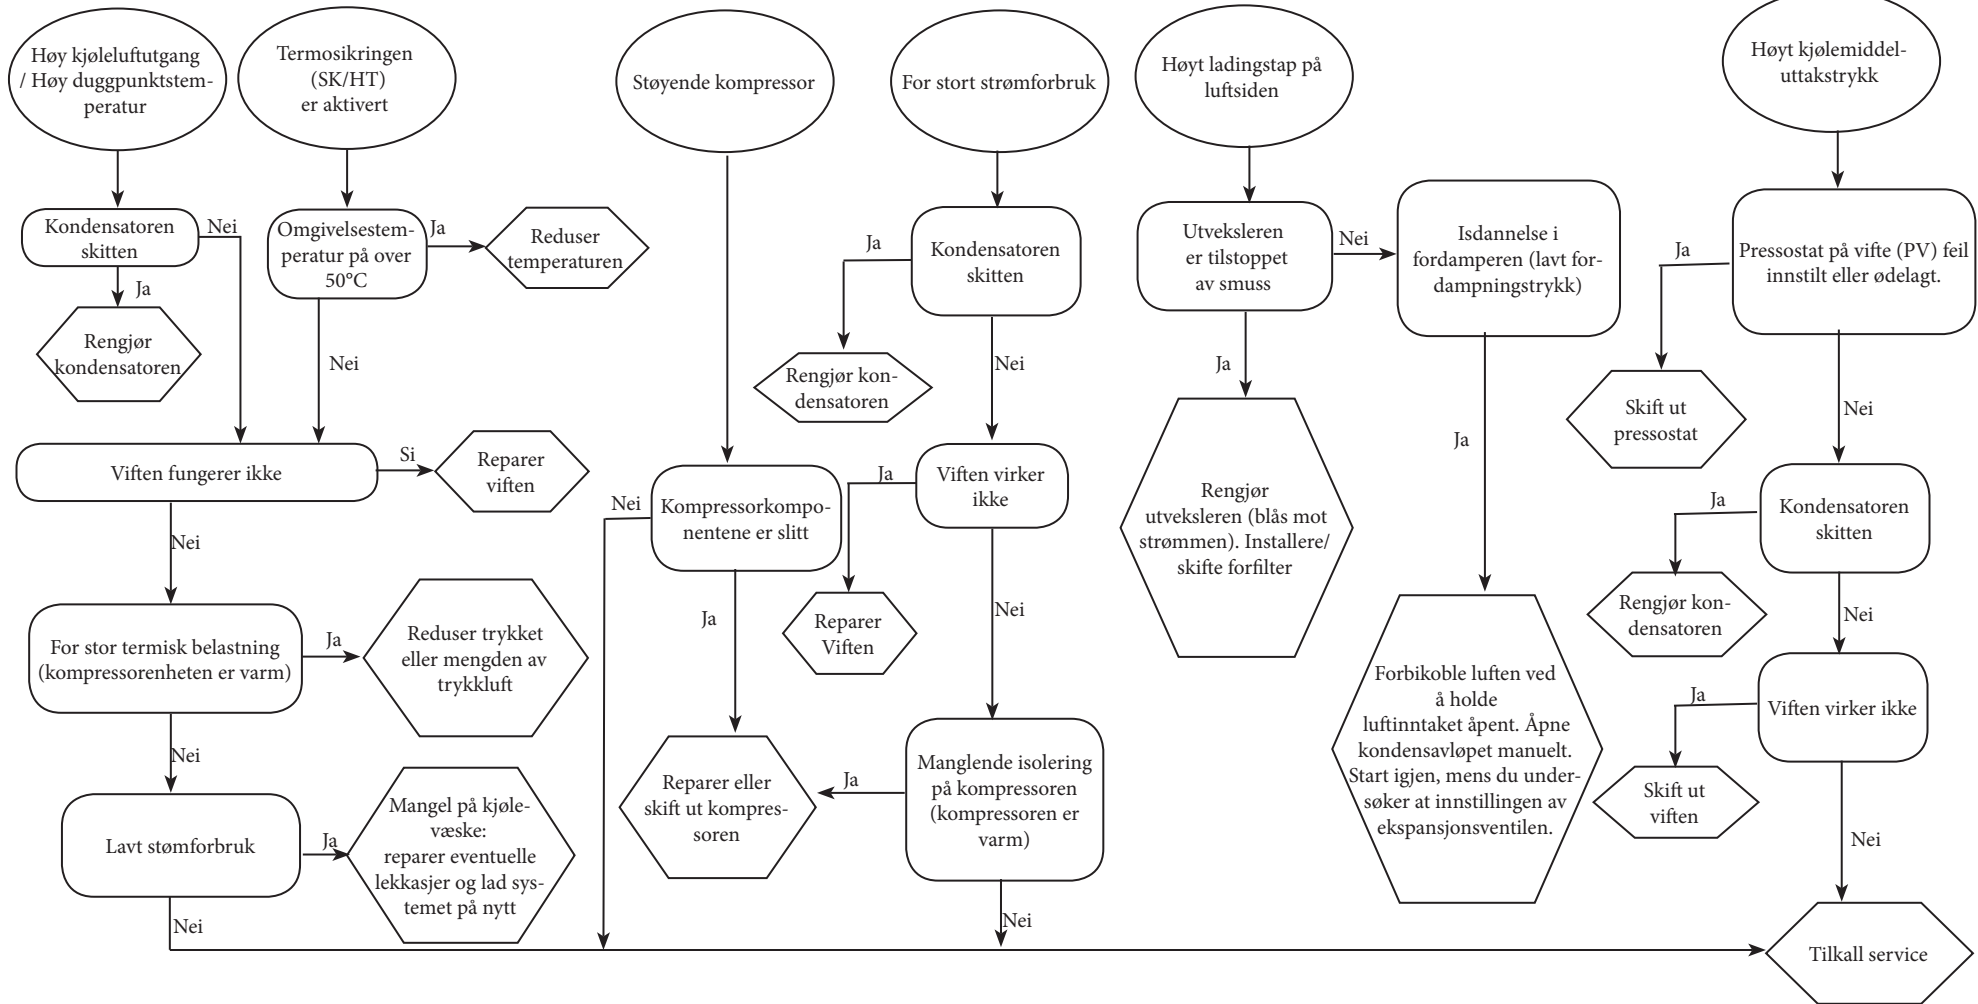 Høy kjøleluftutgang
/ Høy duggpunktstem-
peratur
Kondensatoren
skitten
Nei
Ja
Rengjør
kondensatoren
Termosikringen
(SK/HT)
er aktivert
Omgivelsestem-
peratur på over
50°C
Ja
Reduser
temperaturen
Nei
Viften fungerer ikke
Si
Reparer
viften
Nei
For stor termisk belastning
(kompressorenheten er varm)
Ja
Reduser trykket
eller mengden av
trykkluft
Nei
Lavt stømforbruk
Ja
Mangel på kjøle-
væske:
reparer eventuelle
lekkasjer og lad sys-
temet på nytt
Nei
Støyende kompressor
Kompressorkompo-
nentene er slitt
Nei
Ja
Reparer eller
skift ut kompres-
soren
For stort strømforbruk
Kondensatoren
skitten
Ja
Rengjør kon-
densatoren
Nei
Viften virker
ikke
Ja
Reparer
Viften
Nei
Manglende isolering
på kompressoren
(kompressoren er
varm)
Ja
Nei
Høyt ladingstap på
luftsiden
Utveksleren
er tilstoppet
av smuss
Nei
Ja
Rengjør
utveksleren (blås mot
strømmen). Installere/
skifte forfilter
Isdannelse i
fordamperen (lavt for-
dampningstrykk)
Ja
Forbikoble luften ved
å holde
luftinntaket åpent. Åpne
kondensavløpet manuelt.
Start igjen, mens du under-
søker at innstillingen av
ekspansjonsventilen.
Høyt kjølemiddel-
uttakstrykk
Pressostat på vifte (PV) feil
innstilt eller ødelagt.
Ja
Skift ut
pressostat
Nei
Kondensatoren
skitten
Ja
Rengjør kon-
densatoren
Nei
Viften virker ikke
Ja
Skift ut
viften
Nei
Tilkall service